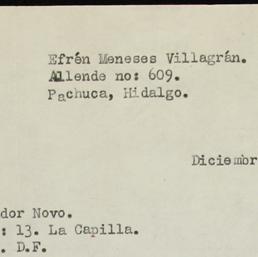 Efrén Meneses Villagrán.
Allende no: 609.
Pachuca, Hidalgo.
Diciembr
dor Novo.
: 13. La Capilla.
. D.F.